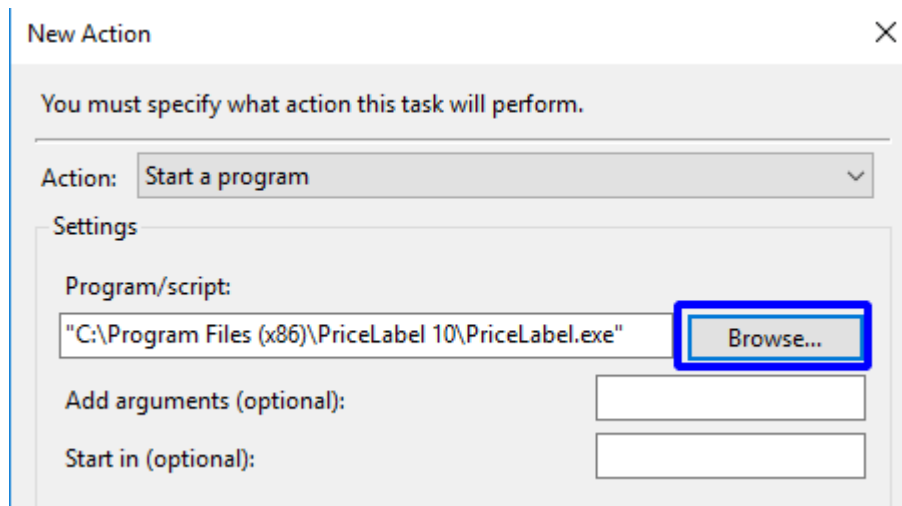 New Action
You must specify what action this task will perform.
Action: Start a program
Settings
Program/script:
"C:\Program Files (x86)\PriceLabel 10\PriceLabel.exe" Browse...
Add arguments (optional):
Start in (optional):